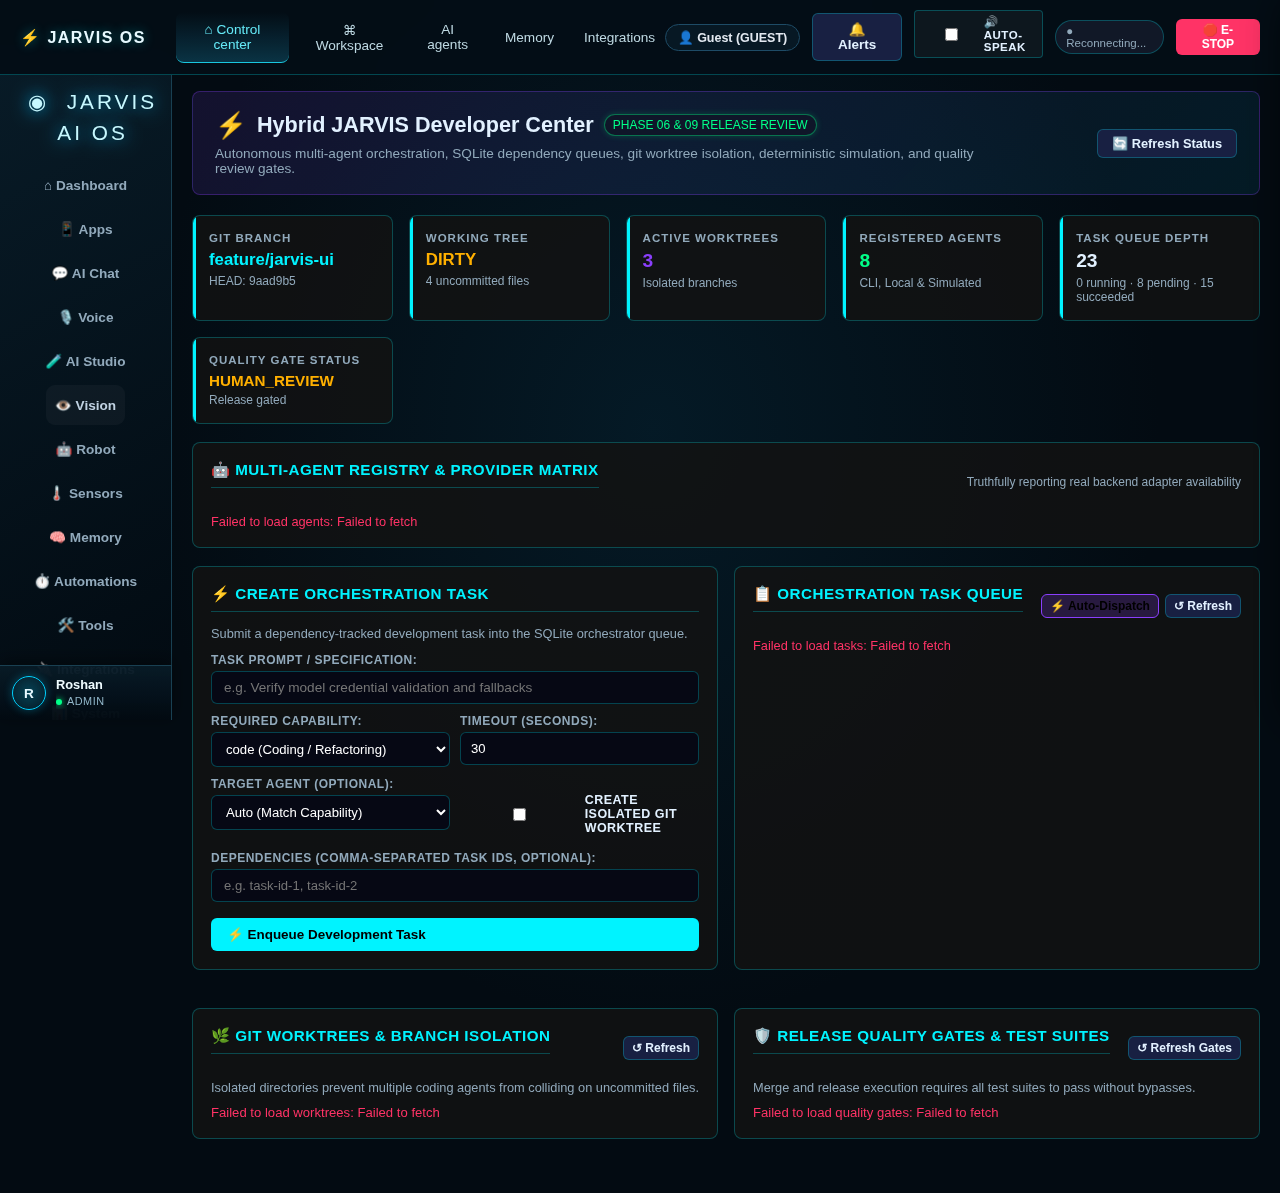 ⚡ JARVIS OS
⌂ Control center
⌘ Workspace
AI agents
Memory
Integrations
👤 Guest (GUEST)
🔔 Alerts
🔊 AUTO-SPEAK
● Reconnecting...
E-STOP
◉ JARVIS AI OS
⌂ Dashboard
📱 Apps
💬 AI Chat
🎙️ Voice
🧪 AI Studio
👁️ Vision
🤖 Robot
🌡️ Sensors
🧠 Memory
⏱️ Automations
🛠️ Tools
Integrations
R
Roshan
ADMIN
⚡ Hybrid JARVIS Developer Center
PHASE 06 & 09 RELEASE REVIEW
Autonomous multi-agent orchestration, SQLite dependency queues, git worktree isolation, deterministic simulation, and quality
review gates.
🔄 Refresh Status
GIT BRANCH
feature/jarvis-ui
HEAD: 9aad9b5
WORKING TREE
DIRTY
4 uncommitted files
ACTIVE WORKTREES
3
Isolated branches
REGISTERED AGENTS
8
CLI, Local & Simulated
TASK QUEUE DEPTH
23
0 running · 8 pending · 15
succeeded
QUALITY GATE STATUS
HUMAN_REVIEW
Release gated
🤖 MULTI-AGENT REGISTRY & PROVIDER MATRIX
Truthfully reporting real backend adapter availability
Failed to load agents: Failed to fetch
⚡ CREATE ORCHESTRATION TASK
Submit a dependency-tracked development task into the SQLite orchestrator queue.
TASK PROMPT / SPECIFICATION:
e.g. Verify model credential validation and fallbacks
REQUIRED CAPABILITY:
TIMEOUT (SECONDS):
code (Coding / Refactoring)
30
TARGET AGENT (OPTIONAL):
Auto (Match Capability)
CREATE
ISOLATED GIT
WORKTREE
DEPENDENCIES (COMMA-SEPARATED TASK IDS, OPTIONAL):
e.g. task-id-1, task-id-2
⚡ Enqueue Development Task
📋 ORCHESTRATION TASK QUEUE
⚡ Auto-Dispatch
↺ Refresh
Failed to load tasks: Failed to fetch
🌿 GIT WORKTREES & BRANCH ISOLATION
↺ Refresh
Isolated directories prevent multiple coding agents from colliding on uncommitted files.
Failed to load worktrees: Failed to fetch
🛡️ RELEASE QUALITY GATES & TEST SUITES
↺ Refresh Gates
Merge and release execution requires all test suites to pass without bypasses.
Failed to load quality gates: Failed to fetch